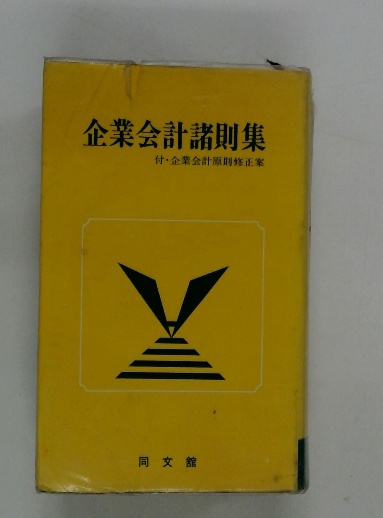 企業会計諸則集
付・企業会計原則修正案
同文舘